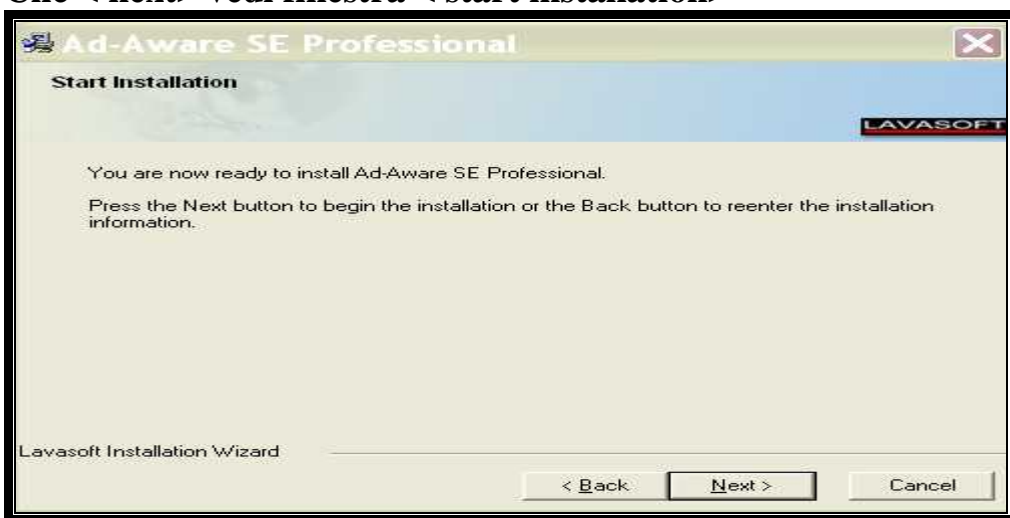 Ad-Aware SE Professional
Start Installation
LAVASOFT
You are now ready to install Ad-Aware SE Professional.
Press the Next button to begin the installation or the Back button to reenter the installation
information.
Lavasoft Installation Wizard
< Back
Next >
Cancel